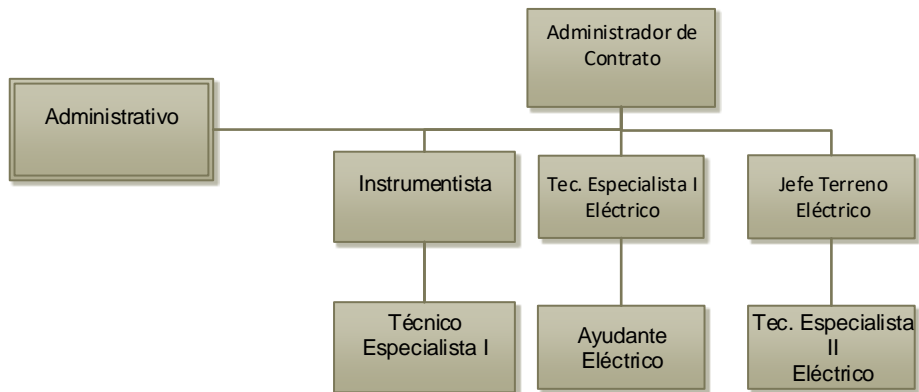 Administrador de
Contrato
Administrativo
Instrumentista
Tec. Especialista I
Eléctrico
Jefe Terreno
Eléctrico
Técnico
Especialista I
Ayudante
Eléctrico
Tec. Especialista
II
Eléctrico